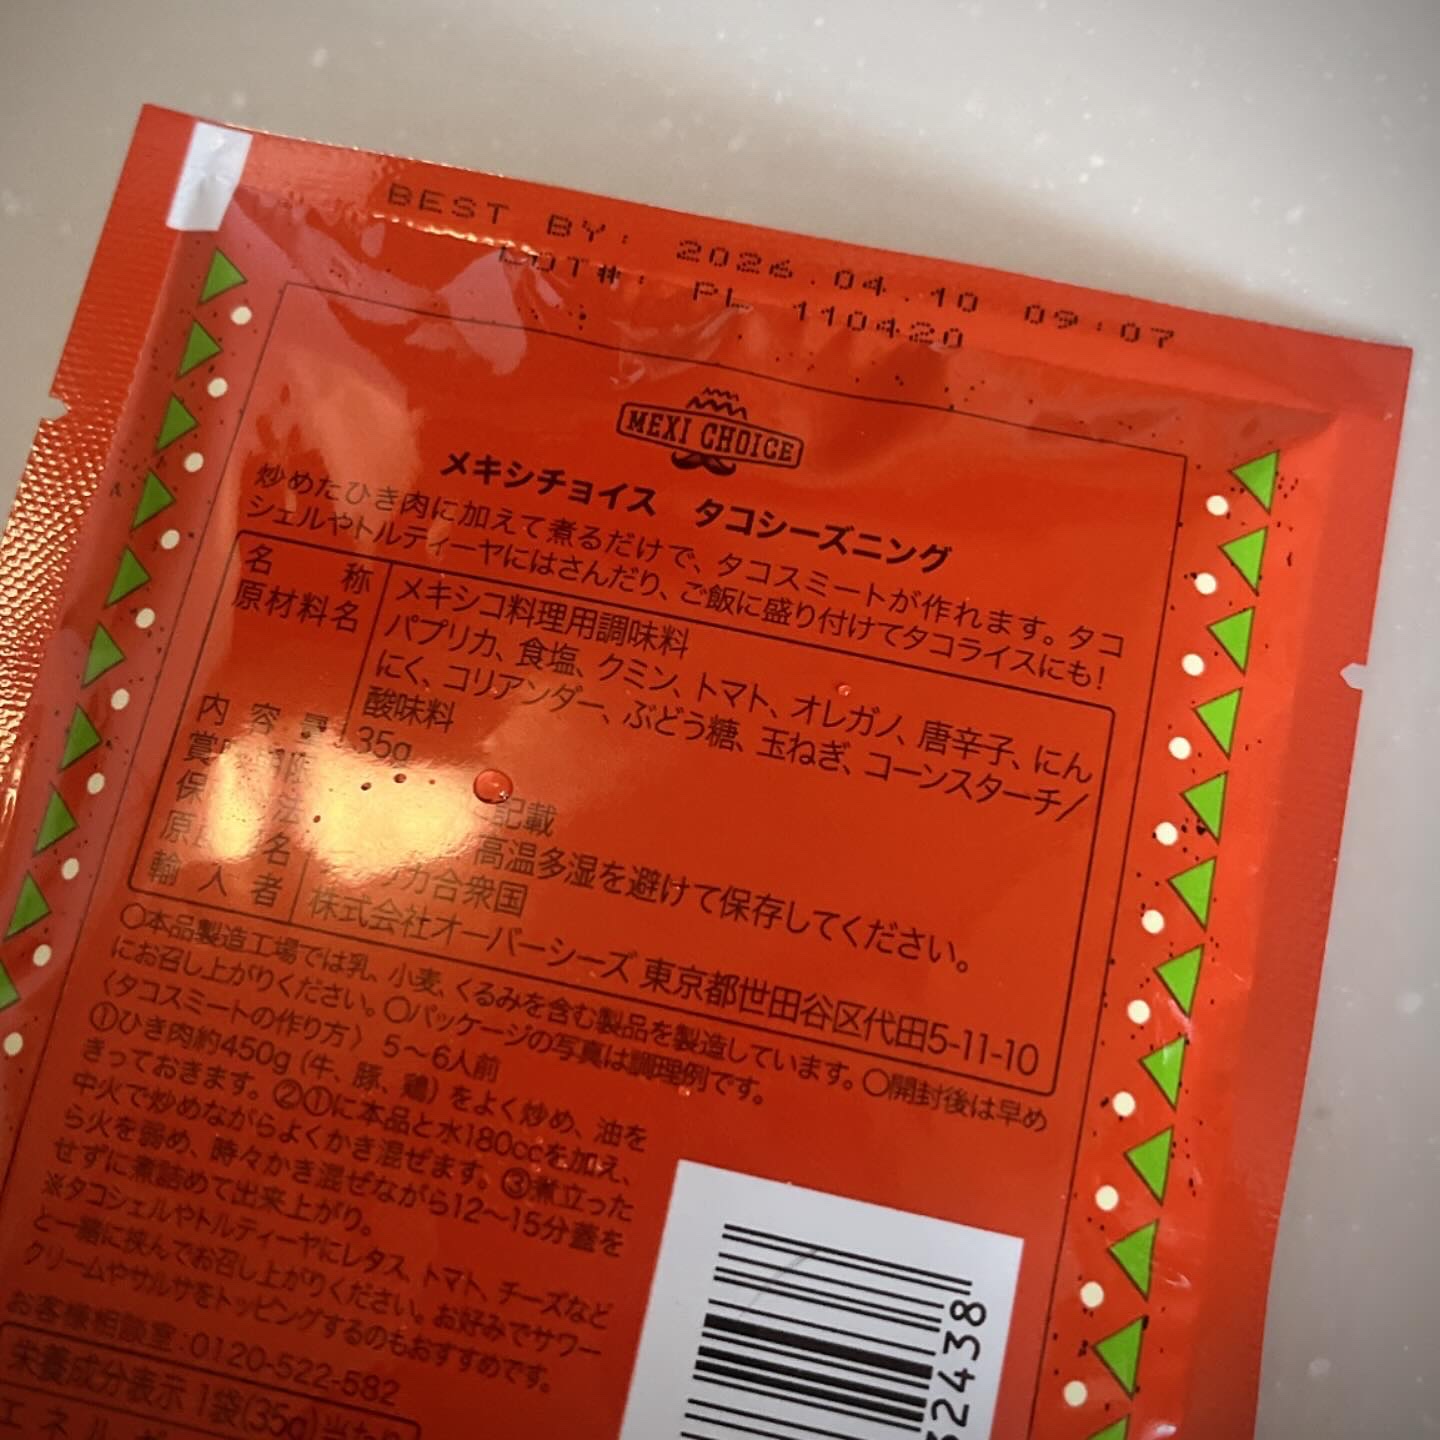 BEST BY: 2026.04.10 09:07
LOT#: PL 110420
MEXI CHOICE
メキシチョイス タコシーズニング
炒めたひき肉に加えて煮るだけで、タコスミートが作れます。タコ
シェルやトルティーヤにはさんだり、ご飯に盛り付けてタコライスにも!
名称 メキシコ料理用調味料
原材料名 パプリカ、食塩、クミン、トマト、オレガノ、唐辛子、にん
にく、コリアンダー、ぶどう糖、玉ねぎ、コーンスターチ/
酸味料
内容量 35g
賞 記載
保 法 高温多湿を避けて保存してください。
原 名 合衆国
輸入者 株式会社オーバーシーズ 東京都世田谷区代田5-11-10
○本品製造工場では乳、小麦、くるみを含む製品を製造しています。○開封後は早め
にお召し上がりください。○パッケージの写真は調理例です。
〈タコスミートの作り方〉 5〜6人前
①ひき肉約450g (牛、豚、鶏) をよく炒め、油を
きっておきます。②①に本品と水180ccを加え、
中火で炒めながらよくかき混ぜます。③煮立った
ら火を弱め、時々かき混ぜながら12〜15分蓋を
せずに煮詰めて出来上がり。
※タコシェルやトルティーヤにレタス、トマト、チーズなど
と一緒に挟んでお召し上がりください。お好みでサワー
クリームやサルサをトッピングするのもおすすめです。
お客様相談室:0120-522-582
栄養成分表示 1袋(35g)当たり
エネルギ
32438